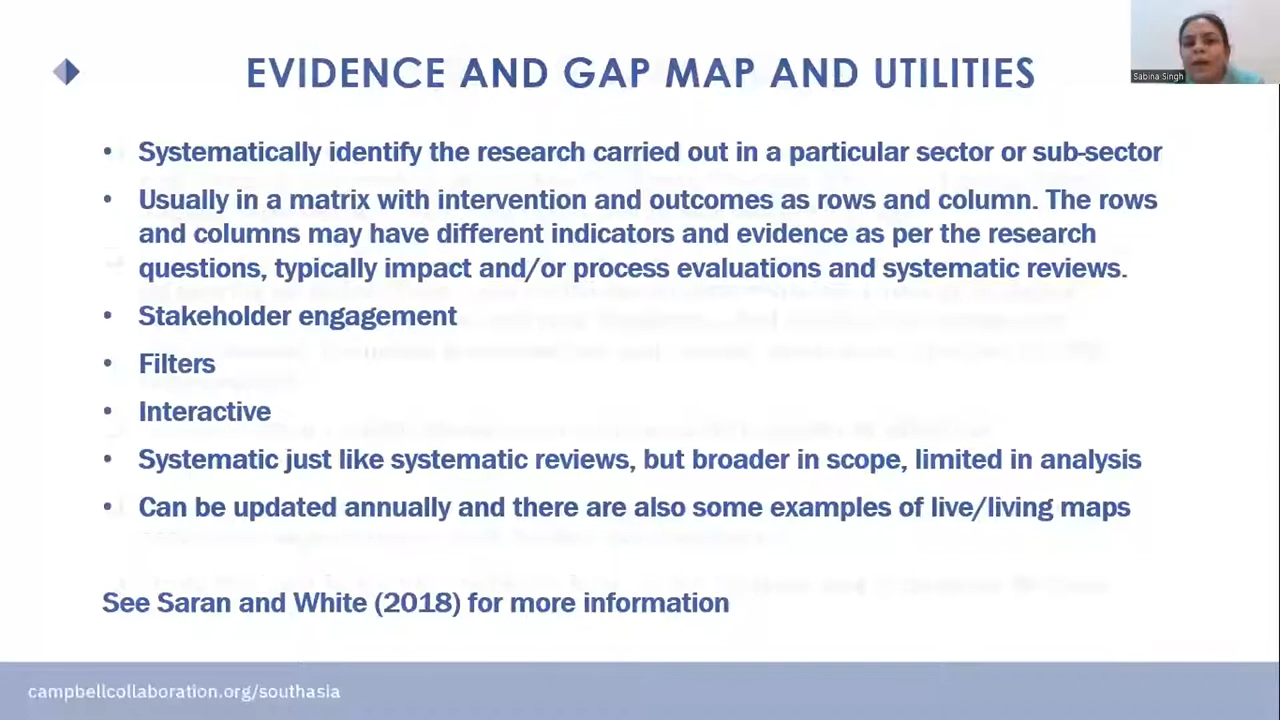 EVIDENCE AND GAP MAP AND UTILITIES
Sabina Singh
• Systematically identify the research carried out in a particular sector or sub-sector
• Usually in a matrix with intervention and outcomes as rows and column. The rows
and columns may have different indicators and evidence as per the research
questions, typically impact and/or process evaluations and systematic reviews.
• Stakeholder engagement
• Filters
• Interactive
• Systematic just like systematic reviews, but broader in scope, limited in analysis
• Can be updated annually and there are also some examples of live/living maps
See Saran and White (2018) for more information
campbellcollaboration.org/southasia